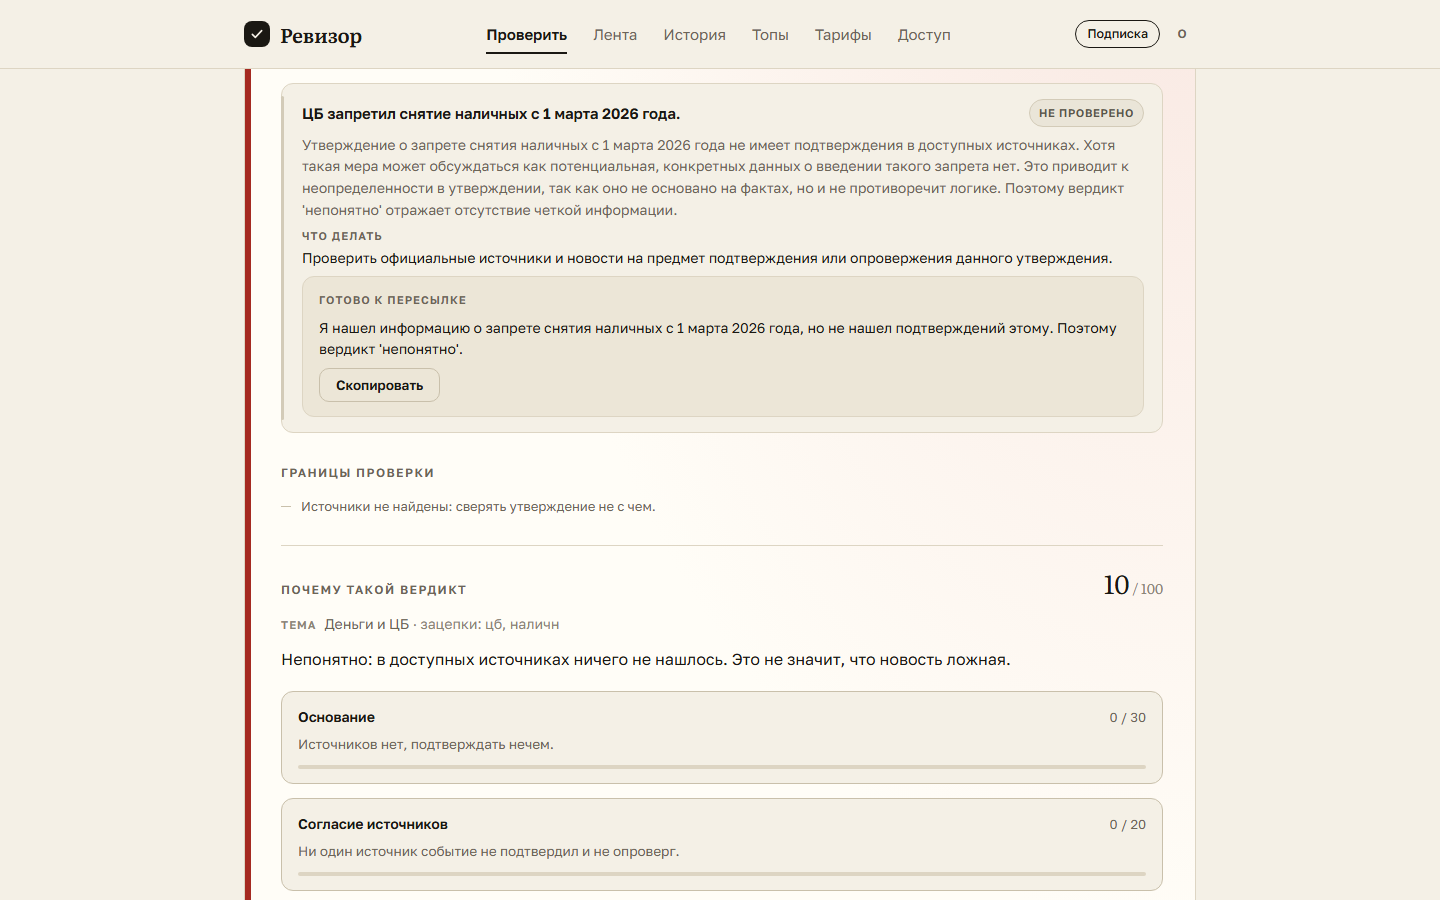 Ревизор
Проверить
Лента
История
Топы
Тарифы
Доступ
Подписка
О
ЦБ запретил снятие наличных с 1 марта 2026 года.
НЕ ПРОВЕРЕНО
Утверждение о запрете снятия наличных с 1 марта 2026 года не имеет подтверждения в доступных источниках. Хотя
такая мера может обсуждаться как потенциальная, конкретных данных о введении такого запрета нет. Это приводит к
неопределенности в утверждении, так как оно не основано на фактах, но и не противоречит логике. Поэтому вердикт
'непонятно' отражает отсутствие четкой информации.
ЧТО ДЕЛАТЬ
Проверить официальные источники и новости на предмет подтверждения или опровержения данного утверждения.
ГОТОВО К ПЕРЕСЫЛКЕ
Я нашел информацию о запрете снятия наличных с 1 марта 2026 года, но не нашел подтверждений этому. Поэтому
вердикт 'непонятно'.
Скопировать
ГРАНИЦЫ ПРОВЕРКИ
— Источники не найдены: сверять утверждение не с чем.
ПОЧЕМУ ТАКОЙ ВЕРДИКТ
10 / 100
ТЕМА Деньги и ЦБ · зацепки: цб, наличн
Непонятно: в доступных источниках ничего не нашлось. Это не значит, что новость ложная.
Основание
0 / 30
Источников нет, подтверждать нечем.
Согласие источников
0 / 20
Ни один источник событие не подтвердил и не опроверг.